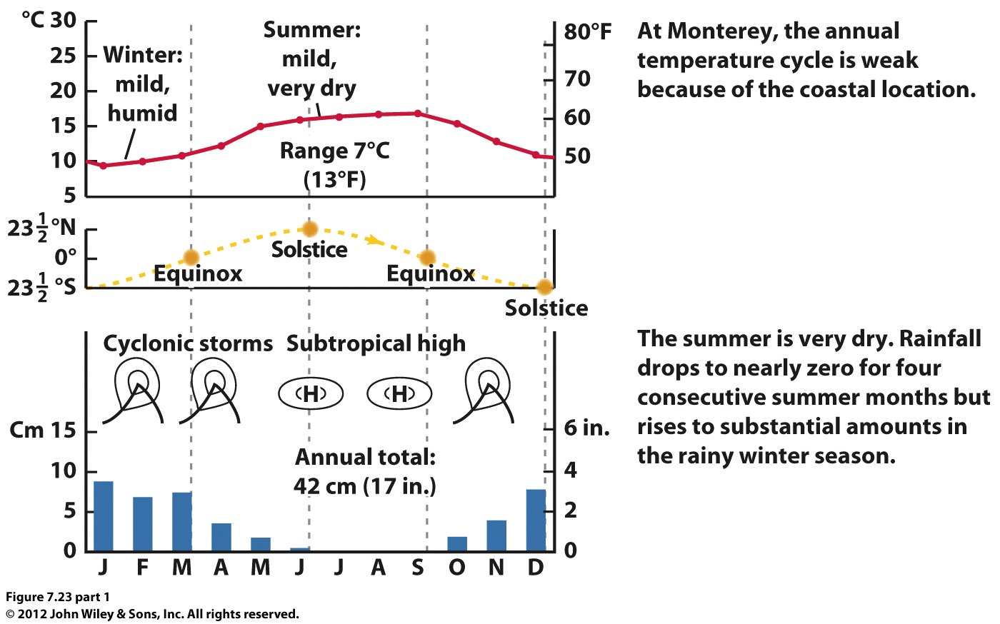 °C 30
25
20
15
10
5
Winter:
mild,
humid
Summer:
mild,
very dry
Range 7°C
(13°F)
80°F
70
60
50
At Monterey, the annual
temperature cycle is weak
because of the coastal location.
23 1/2 °N
0°
23 1/2 °S
Equinox
Solstice
Equinox
Solstice
Cyclonic storms
Subtropical high
H
H
Cm 15
10
5
0
Annual total:
42 cm (17 in.)
6 in.
4
2
0
J F M A M J J A S O N D
The summer is very dry. Rainfall
drops to nearly zero for four
consecutive summer months but
rises to substantial amounts in
the rainy winter season.
Figure 7.23 part 1
© 2012 John Wiley & Sons, Inc. All rights reserved.